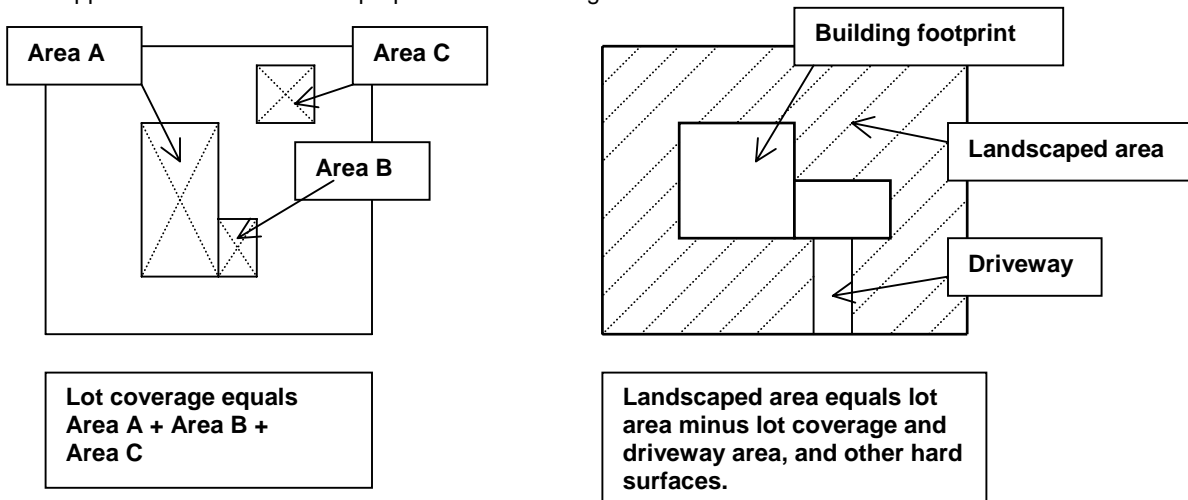 Area A
Area C
Area B
Lot coverage equals
Area A + Area B +
Area C
Building footprint
Landscaped area
Driveway
Landscaped area equals lot
area minus lot coverage and
driveway area, and other hard
surfaces.